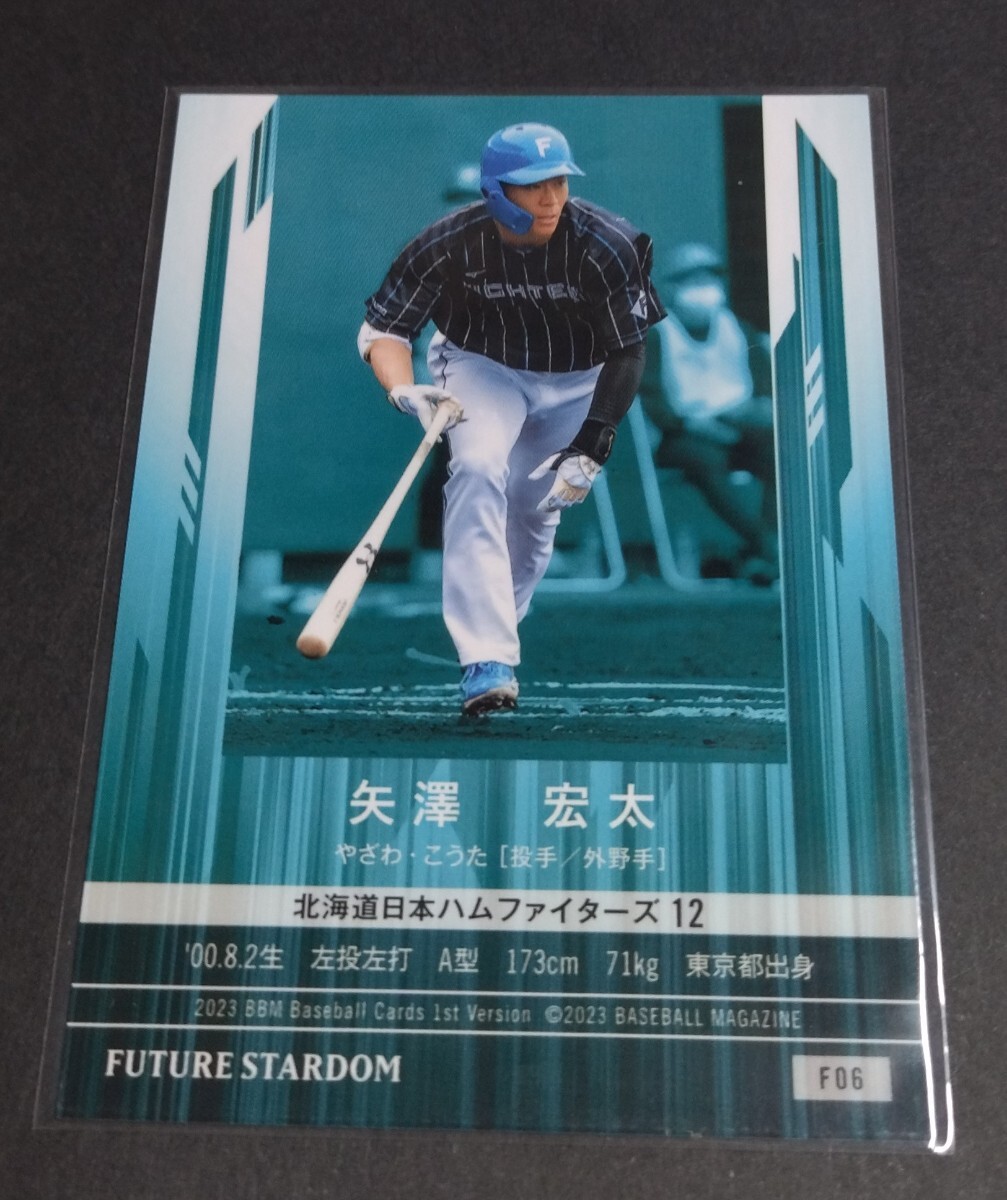 F
IGHTER
矢澤 宏太
やざわ・こうた［投手／外野手］
北海道日本ハムファイターズ 12
'00.8.2生 左投左打 A型 173cm 71kg 東京都出身
2023 BBM Baseball Cards 1st Version ©2023 BASEBALL MAGAZINE
FUTURE STARDOM
F06